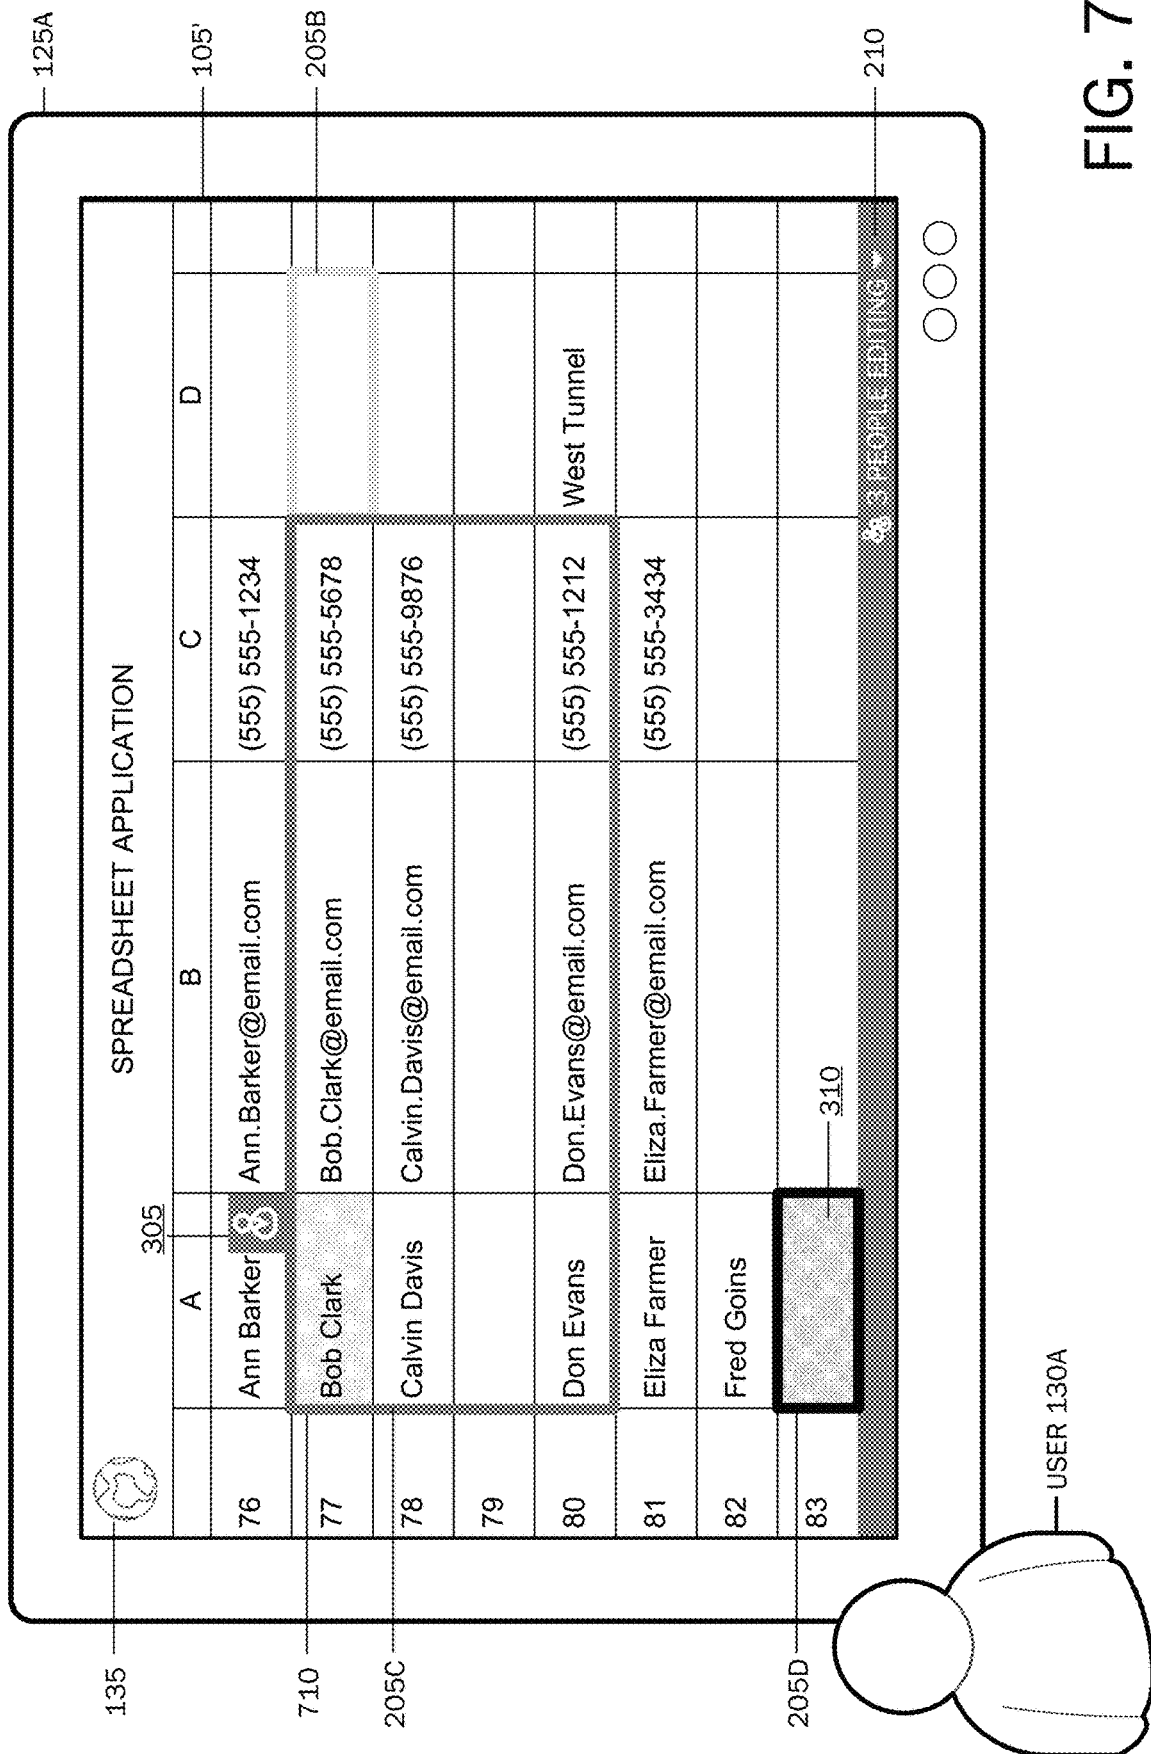 125A
105'
205B
210
SPREADSHEET APPLICATION
135
305
A B C D
76 Ann Barker Ann.Barker@email.com (555) 555-1234
77 Bob Clark Bob.Clark@email.com (555) 555-5678
78 Calvin Davis Calvin.Davis@email.com (555) 555-9876
79
80 Don Evans Don.Evans@email.com (555) 555-1212 West Tunnel
81 Eliza Farmer Eliza.Farmer@email.com (555) 555-3434
82 Fred Goins
83
310
3 PEOPLE EDITING
710
205C
205D
USER 130A
FIG. 7